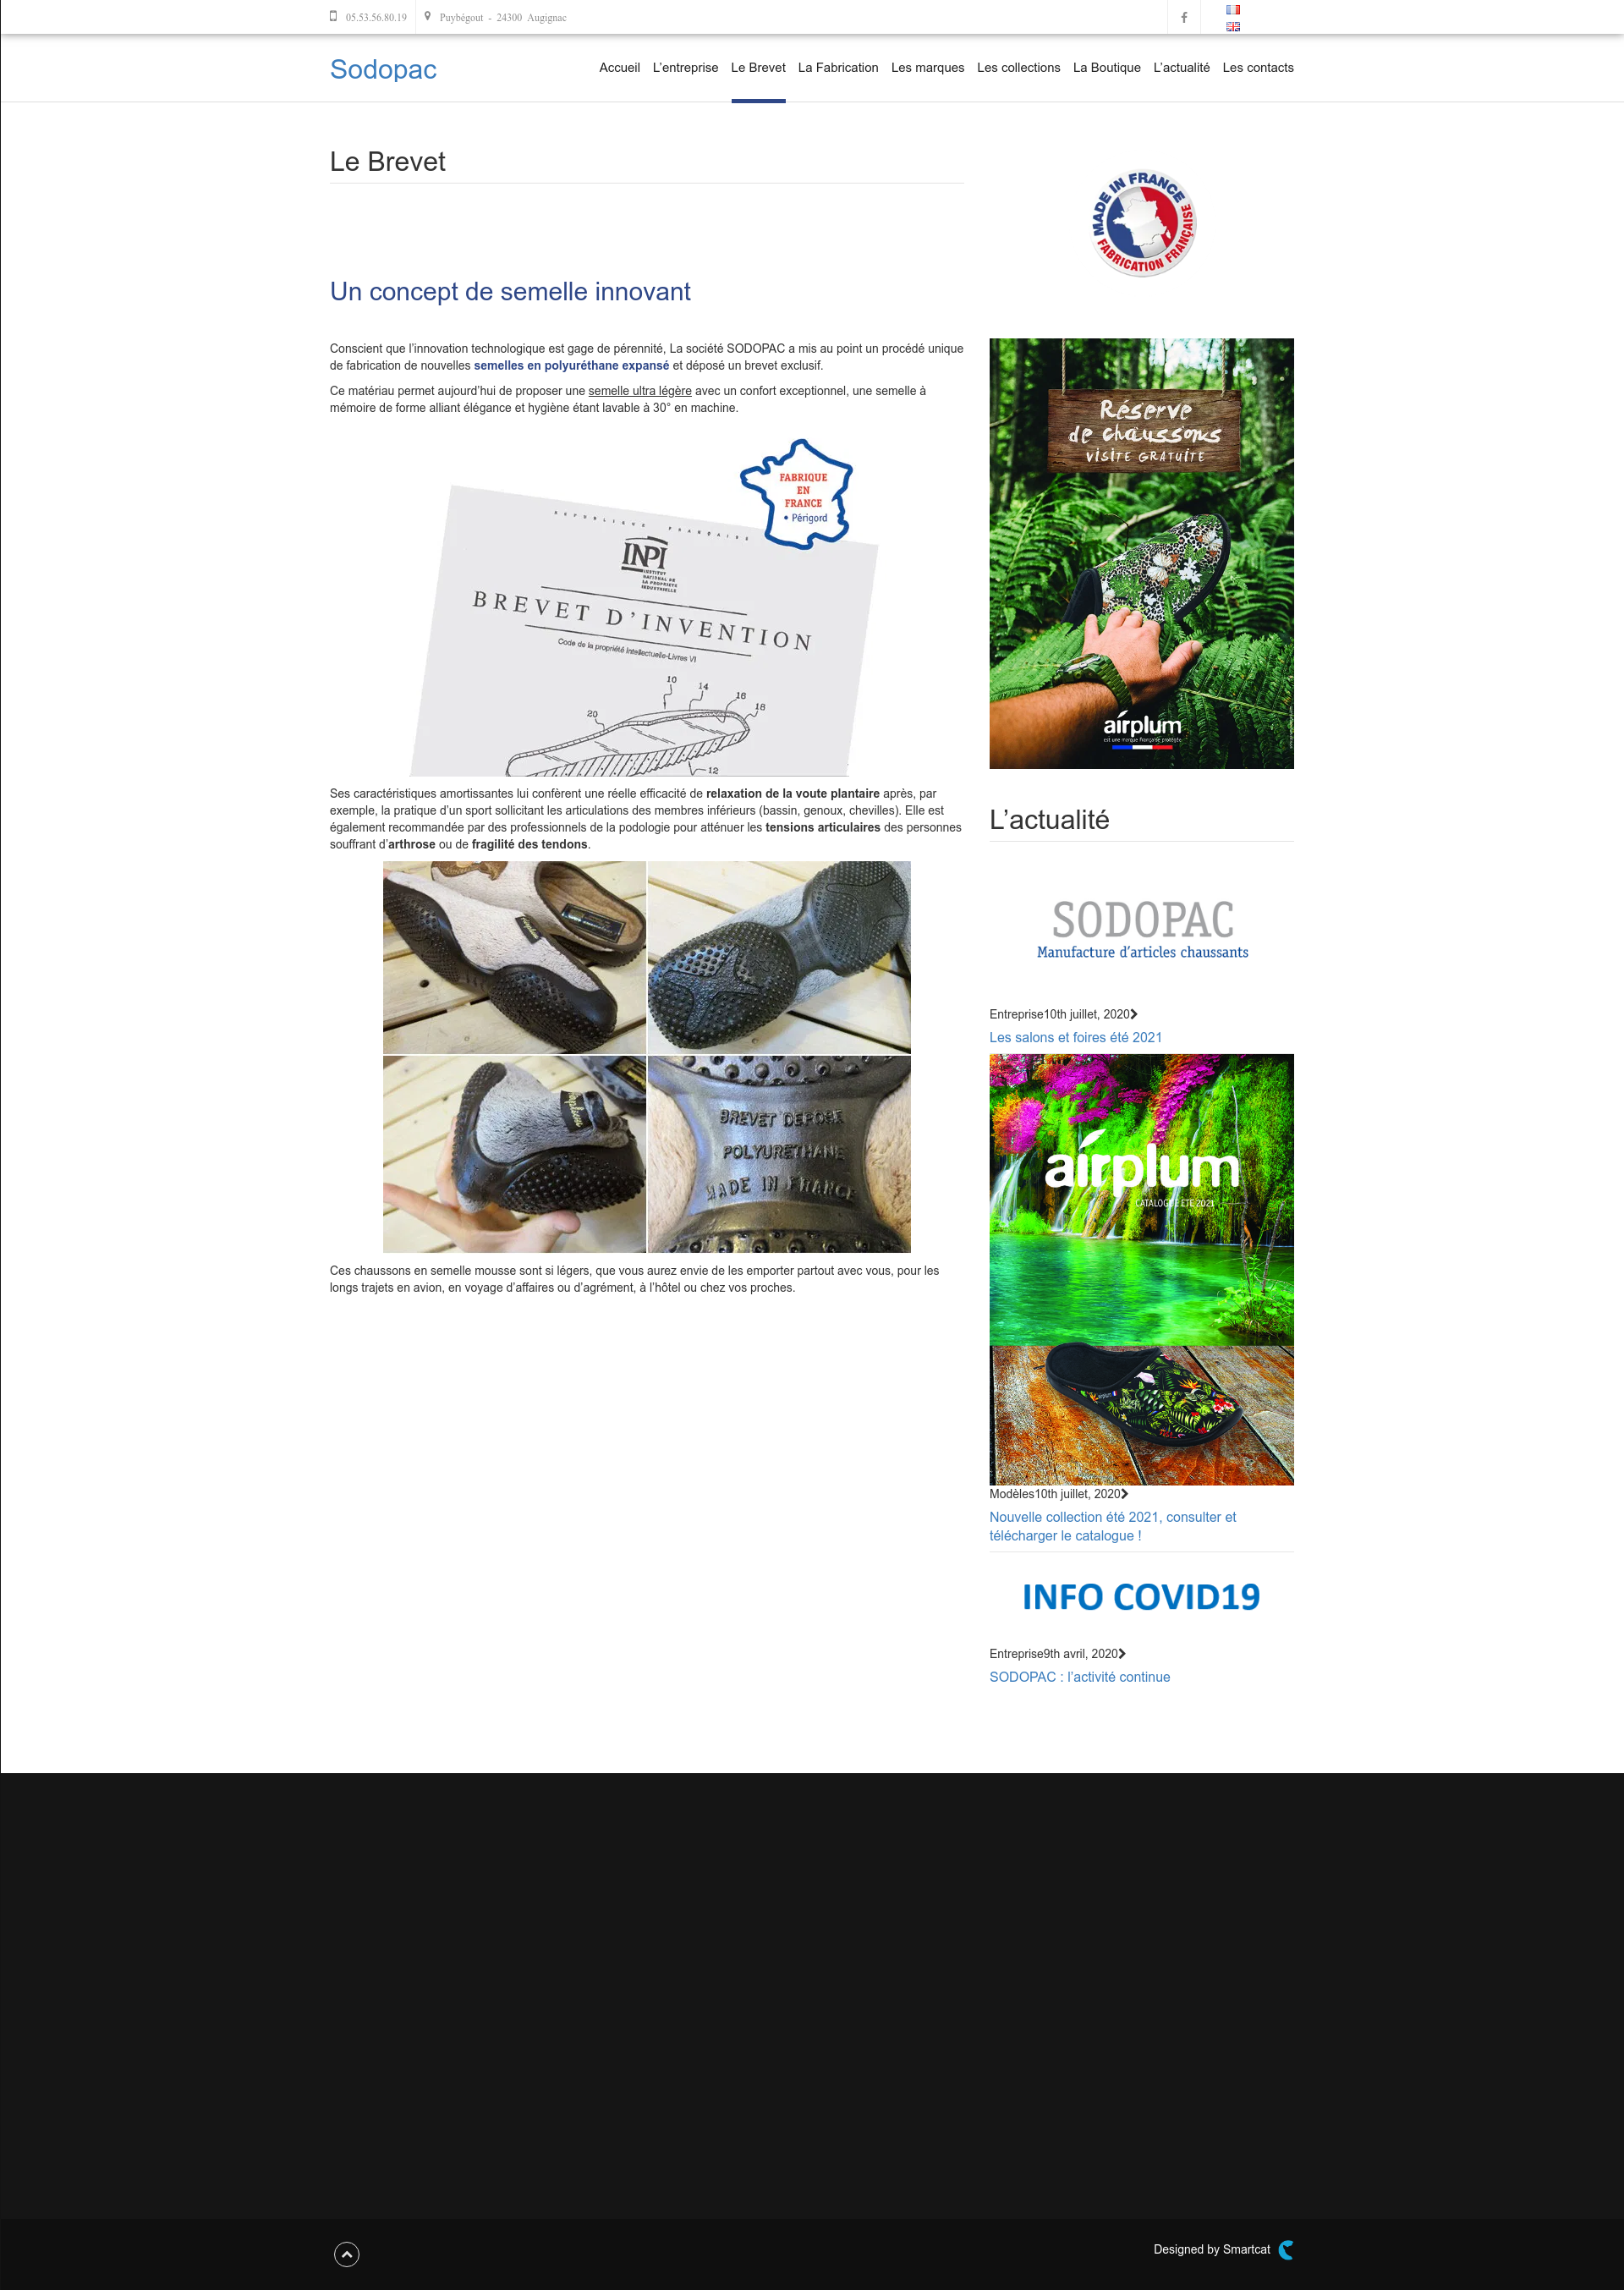 05.53.56.80.19
Puybégout - 24300 Augignac
Sodopac
Accueil L'entreprise Le Brevet La Fabrication Les marques Les collections La Boutique L'actualité Les contacts
Le Brevet
Un concept de semelle innovant
Conscient que l'innovation technologique est gage de pérennité, La société SODOPAC a mis au point un procédé unique
de fabrication de nouvelles semelles en polyuréthane expansé et déposé un brevet exclusif.
Ce matériau permet aujourd'hui de proposer une semelle ultra légère avec un confort exceptionnel, une semelle à
mémoire de forme alliant élégance et hygiène étant lavable à 30° en machine.
FABRIQUE
EN
FRANCE
• Périgord
REPUBLIQUE FRANÇAISE
INPI
INSTITUT
NATIONAL DE
LA PROPRIETE
INDUSTRIELLE
BREVET D'INVENTION
Code de la propriété Intellectuelle-Livres VI
10
14
16
18
20
12
Ses caractéristiques amortissantes lui confèrent une réelle efficacité de relaxation de la voute plantaire après, par
exemple, la pratique d'un sport sollicitant les articulations des membres inférieurs (bassin, genoux, chevilles). Elle est
également recommandée par des professionnels de la podologie pour atténuer les tensions articulaires des personnes
souffrant d'arthrose ou de fragilité des tendons.
BREVET DEPOSE
POLYURETHANE
MADE IN FRANCE
Ces chaussons en semelle mousse sont si légers, que vous aurez envie de les emporter partout avec vous, pour les
longs trajets en avion, en voyage d'affaires ou d'agrément, à l'hôtel ou chez vos proches.
MADE IN FRANCE
FABRICATION FRANÇAISE
Réserve
de chaussons
VISITE GRATUITE
airplum
est une marque française protégée
L'actualité
SODOPAC
Manufacture d'articles chaussants
Entreprise10th juillet, 2020
Les salons et foires été 2021
airplum
CATALOGUE ÉTÉ 2021
Modèles10th juillet, 2020
Nouvelle collection été 2021, consulter et
télécharger le catalogue !
INFO COVID19
Entreprise9th avril, 2020
SODOPAC : l'activité continue
Designed by Smartcat